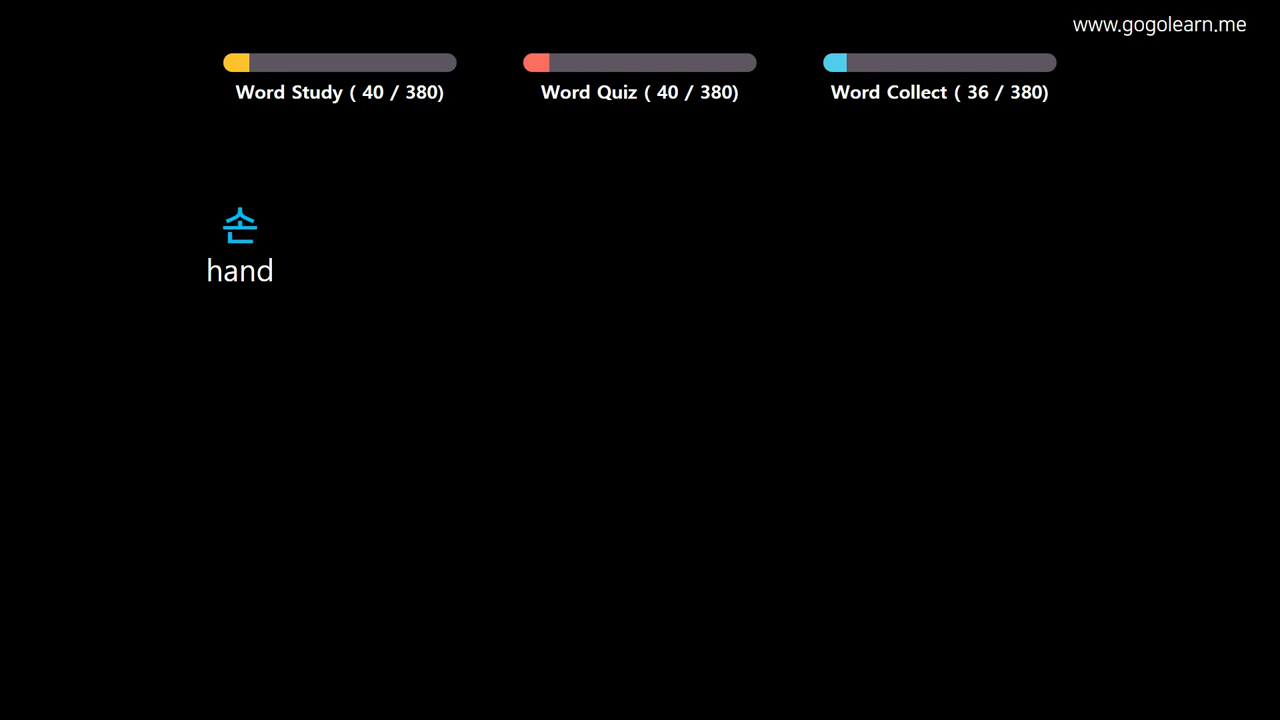 www.gogolearn.me
Word Study ( 40 / 380)
Word Quiz ( 40 / 380)
Word Collect ( 36 / 380)
손
hand